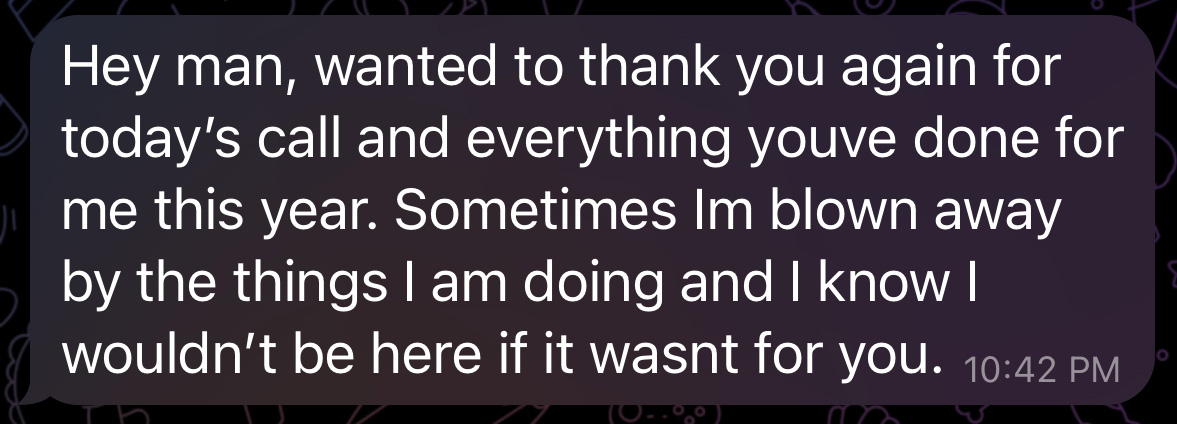 Hey man, wanted to thank you again for
today’s call and everything youve done for
me this year. Sometimes Im blown away
by the things I am doing and I know I
wouldn’t be here if it wasnt for you. 10:42 PM